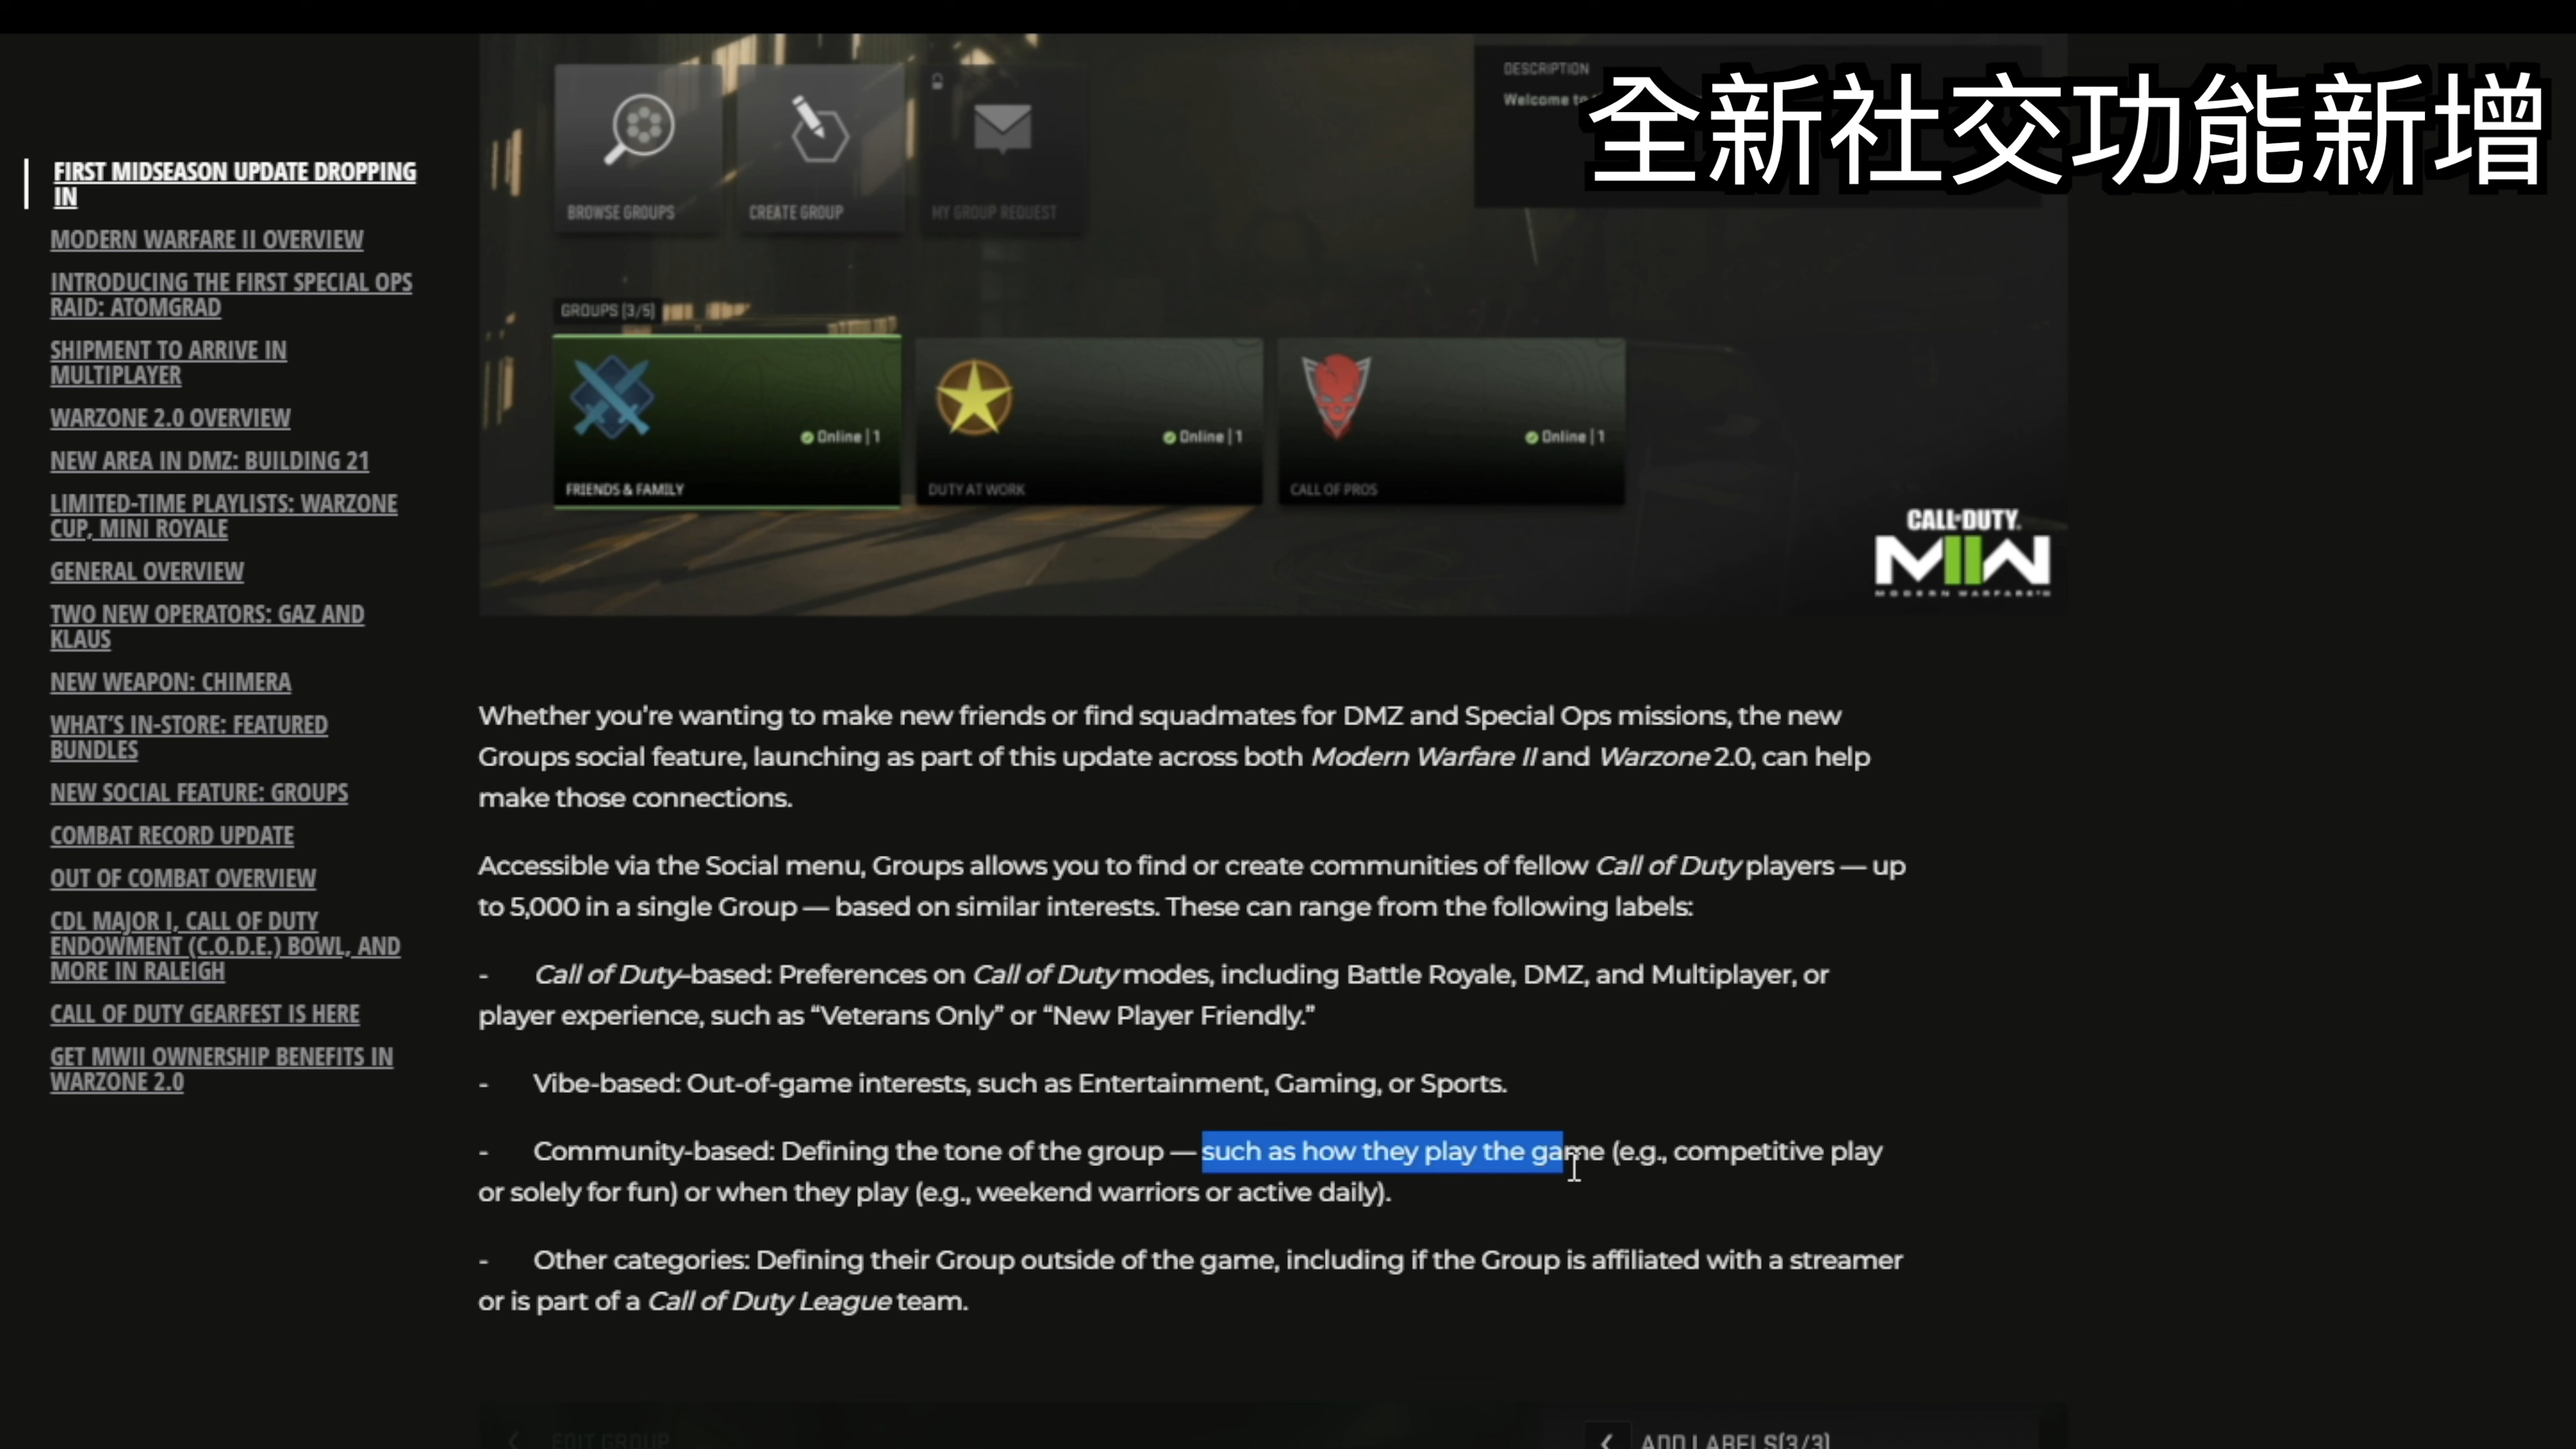 全新社交功能新增
DESCRIPTION
Welcome to
BROWSE GROUPS
CREATE GROUP
MY GROUP REQUEST
GROUPS (3/5)
Online | 1
FRIENDS & FAMILY
Online | 1
DUTY AT WORK
Online | 1
CALL OF PROS
CALL OF DUTY.
MWII
MODERN WARFARE II
FIRST MIDSEASON UPDATE DROPPING
IN
MODERN WARFARE II OVERVIEW
INTRODUCING THE FIRST SPECIAL OPS
RAID: ATOMGRAD
SHIPMENT TO ARRIVE IN
MULTIPLAYER
WARZONE 2.0 OVERVIEW
NEW AREA IN DMZ: BUILDING 21
LIMITED-TIME PLAYLISTS: WARZONE
CUP, MINI ROYALE
GENERAL OVERVIEW
TWO NEW OPERATORS: GAZ AND
KLAUS
NEW WEAPON: CHIMERA
WHAT'S IN-STORE: FEATURED
BUNDLES
NEW SOCIAL FEATURE: GROUPS
COMBAT RECORD UPDATE
OUT OF COMBAT OVERVIEW
CDL MAJOR I, CALL OF DUTY
ENDOWMENT (C.O.D.E.) BOWL, AND
MORE IN RALEIGH
CALL OF DUTY GEARFEST IS HERE
GET MWII OWNERSHIP BENEFITS IN
WARZONE 2.0
Whether you're wanting to make new friends or find squadmates for DMZ and Special Ops missions, the new
Groups social feature, launching as part of this update across both Modern Warfare II and Warzone 2.0, can help
make those connections.
Accessible via the Social menu, Groups allows you to find or create communities of fellow Call of Duty players — up
to 5,000 in a single Group — based on similar interests. These can range from the following labels:
- Call of Duty–based: Preferences on Call of Duty modes, including Battle Royale, DMZ, and Multiplayer, or
player experience, such as “Veterans Only” or “New Player Friendly.”
- Vibe-based: Out-of-game interests, such as Entertainment, Gaming, or Sports.
- Community-based: Defining the tone of the group — such as how they play the game (e.g., competitive play
or solely for fun) or when they play (e.g., weekend warriors or active daily).
- Other categories: Defining their Group outside of the game, including if the Group is affiliated with a streamer
or is part of a Call of Duty League team.
EDIT GROUP
ADD LABELS(3/3)